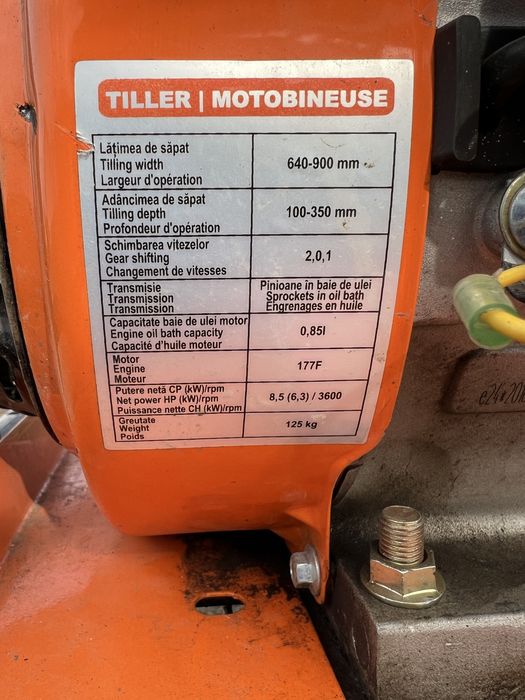 TILLER | MOTOBINEUSE
Lăţimea de săpat
Tilling width
Largeur d'opération
640-900 mm
Adâncimea de săpat
Tilling depth
Profondeur d'opération
100-350 mm
Schimbarea vitezelor
Gear shifting
Changement de vitesses
2,0,1
Transmisie
Transmission
Transmission
Pinioane în baie de ulei
Sprockets in oil bath
Engrenages en huile
Capacitate baie de ulei motor
Engine oil bath capacity
Capacité d'huile moteur
0,85l
Motor
Engine
Moteur
177F
Putere netă CP (kW)/rpm
Net power HP (kW)/rpm
Puissance nette CH (kW)/rpm
8,5 (6,3) / 3600
Greutate
Weight
Poids
125 kg